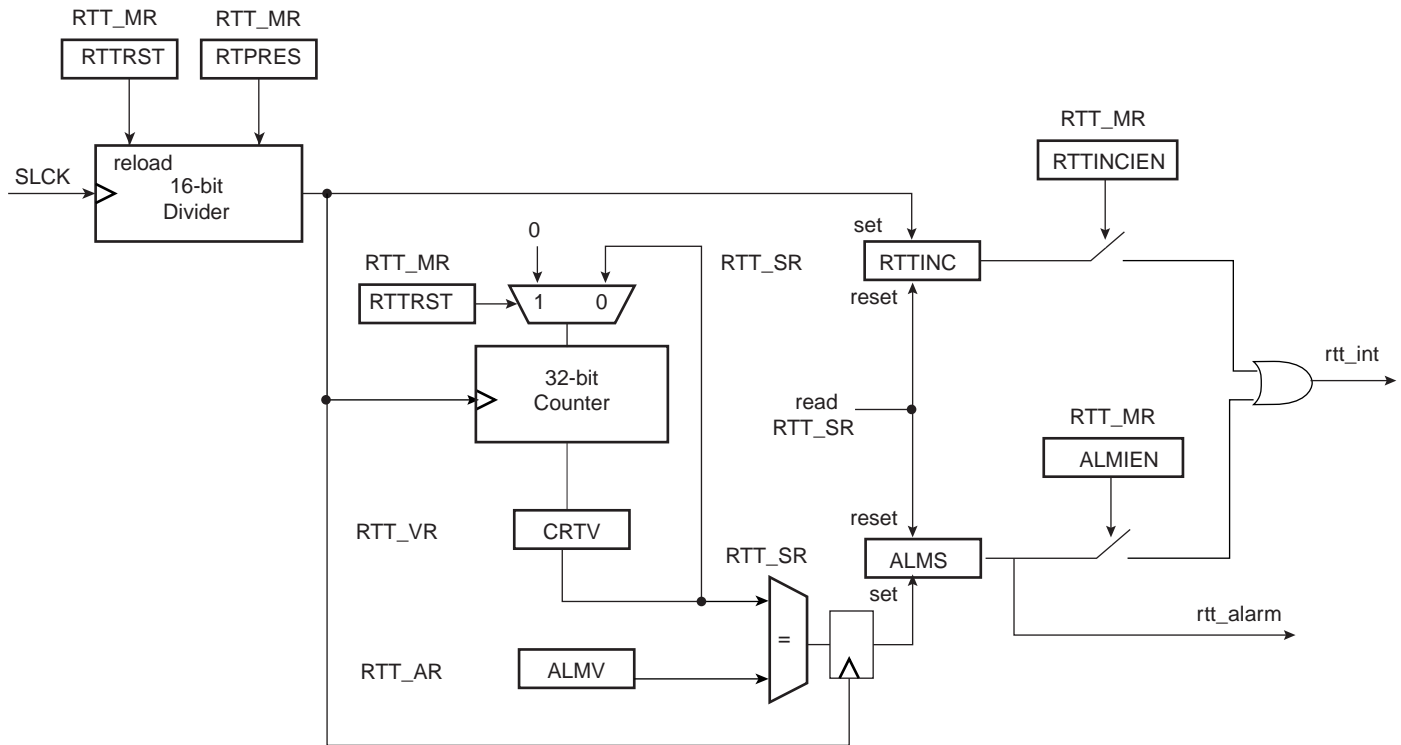 RTT_MR
RTT_MR
RTTRST
RTPRES
reload
16-bit
Divider
SLCK
RTT_MR
RTTINCIEN
0
set
RTT_MR
RTT_SR
RTTINC
RTTRST
1
0
reset
32-bit
Counter
rtt_int
read
RTT_SR
RTT_MR
ALMIEN
reset
RTT_VR
CRTV
RTT_SR
ALMS
set
rtt_alarm
=
RTT_AR
ALMV